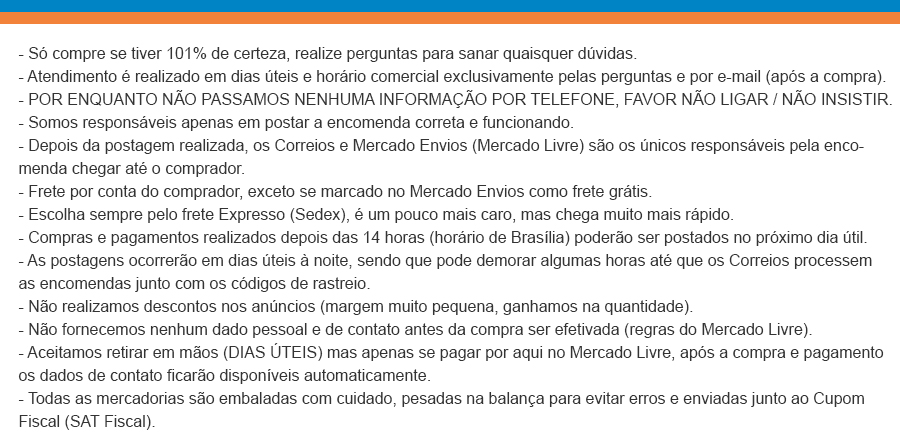 - Só compre se tiver 101% de certeza, realize perguntas para sanar quaisquer dúvidas.
- Atendimento é realizado em dias úteis e horário comercial exclusivamente pelas perguntas e por e-mail (após a compra).
- POR ENQUANTO NÃO PASSAMOS NENHUMA INFORMAÇÃO POR TELEFONE, FAVOR NÃO LIGAR / NÃO INSISTIR.
- Somos responsáveis apenas em postar a encomenda correta e funcionando.
- Depois da postagem realizada, os Correios e Mercado Envios (Mercado Livre) são os únicos responsáveis pela enco-
menda chegar até o comprador.
- Frete por conta do comprador, exceto se marcado no Mercado Envios como frete grátis.
- Escolha sempre pelo frete Expresso (Sedex), é um pouco mais caro, mas chega muito mais rápido.
- Compras e pagamentos realizados depois das 14 horas (horário de Brasília) poderão ser postados no próximo dia útil.
- As postagens ocorrerão em dias úteis à noite, sendo que pode demorar algumas horas até que os Correios processem
as encomendas junto com os códigos de rastreio.
- Não realizamos descontos nos anúncios (margem muito pequena, ganhamos na quantidade).
- Não fornecemos nenhum dado pessoal e de contato antes da compra ser efetivada (regras do Mercado Livre).
- Aceitamos retirar em mãos (DIAS ÚTEIS) mas apenas se pagar por aqui no Mercado Livre, após a compra e pagamento
os dados de contato ficarão disponíveis automaticamente.
- Todas as mercadorias são embaladas com cuidado, pesadas na balança para evitar erros e enviadas junto ao Cupom
Fiscal (SAT Fiscal).